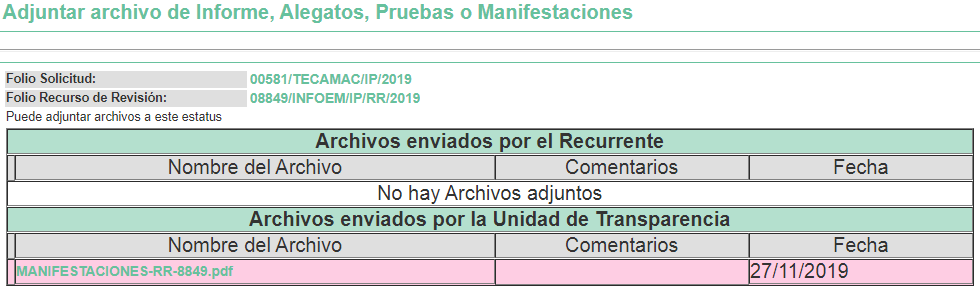 Adjuntar archivo de Informe, Alegatos, Pruebas o Manifestaciones
Folio Solicitud: 00581/TECAMAC/IP/2019
Folio Recurso de Revisión: 08849/INFOEM/IP/RR/2019
Puede adjuntar archivos a este estatus
Archivos enviados por el Recurrente
Nombre del Archivo Comentarios Fecha
No hay Archivos adjuntos
Archivos enviados por la Unidad de Transparencia
Nombre del Archivo Comentarios Fecha
MANIFESTACIONES-RR-8849.pdf 27/11/2019